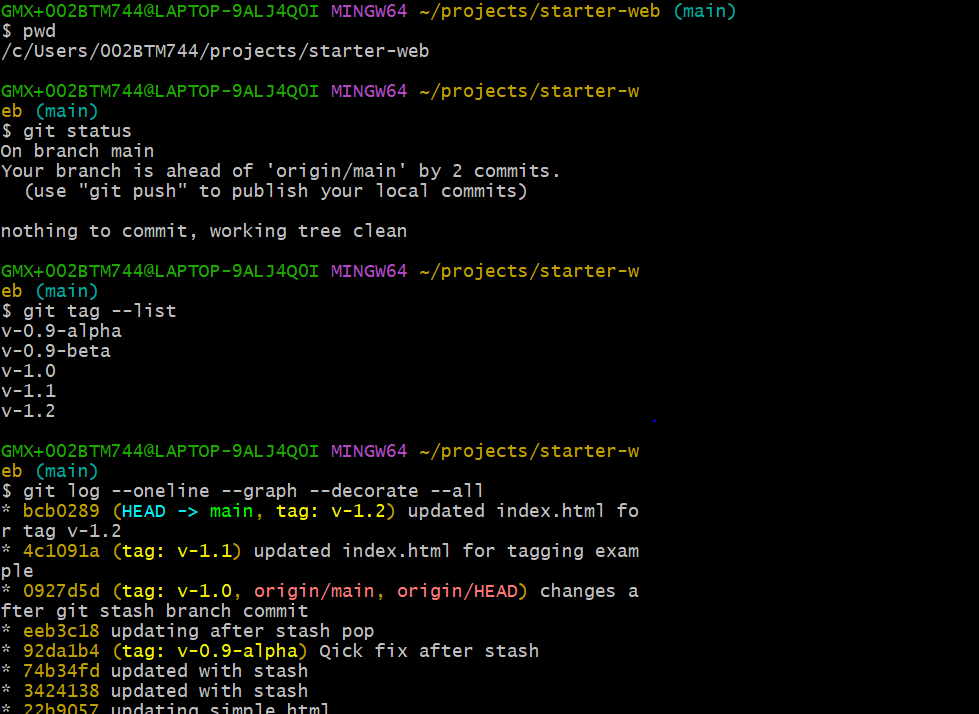 GMX+002BTM744@LAPTOP-9ALJ4Q0I MINGW64 ~/projects/starter-web (main)
$ pwd
/c/Users/002BTM744/projects/starter-web
GMX+002BTM744@LAPTOP-9ALJ4Q0I MINGW64 ~/projects/starter-w
eb (main)
$ git status
On branch main
Your branch is ahead of 'origin/main' by 2 commits.
  (use "git push" to publish your local commits)
nothing to commit, working tree clean
GMX+002BTM744@LAPTOP-9ALJ4Q0I MINGW64 ~/projects/starter-w
eb (main)
$ git tag --list
v-0.9-alpha
v-0.9-beta
v-1.0
v-1.1
v-1.2
GMX+002BTM744@LAPTOP-9ALJ4Q0I MINGW64 ~/projects/starter-w
eb (main)
$ git log --oneline --graph --decorate --all
* bcb0289 (HEAD -> main, tag: v-1.2) updated index.html fo
r tag v-1.2
* 4c1091a (tag: v-1.1) updated index.html for tagging exam
ple
* 0927d5d (tag: v-1.0, origin/main, origin/HEAD) changes a
fter git stash branch commit
* eeb3c18 updating after stash pop
* 92da1b4 (tag: v-0.9-alpha) Qick fix after stash
* 74b34fd updated with stash
* 3424138 updated with stash
* 22b9057 updating simple html